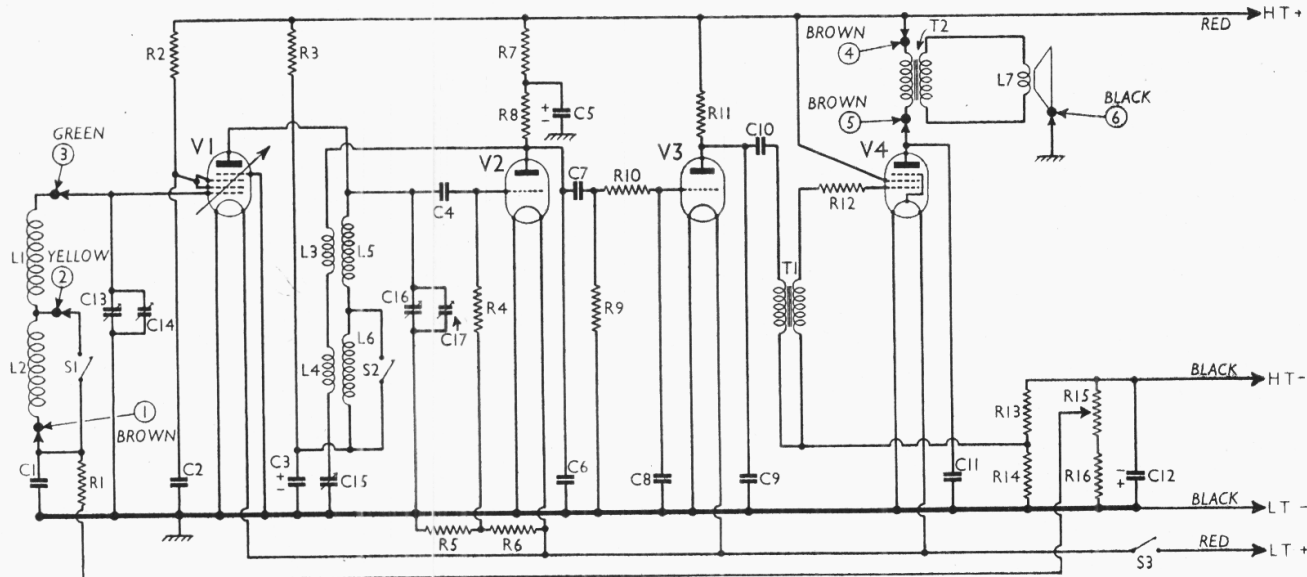 HT+
RED
R2
R3
R7
BROWN
4
T2
L7
BLACK
6
R8
C5
+
-
R11
C10
BROWN
5
GREEN
3
V1
V2
V3
V4
C7
R10
R12
C4
L1
YELLOW
2
L3
L5
C13
C14
C16
C17
R4
R9
T1
L2
S1
L4
L6
S2
BLACK
HT-
1
BROWN
R13
R15
C1
R1
C2
C3
+
-
C15
C6
C8
C9
C11
R14
R16
-
+
C12
BLACK
LT -
R5
R6
RED
LT +
S3